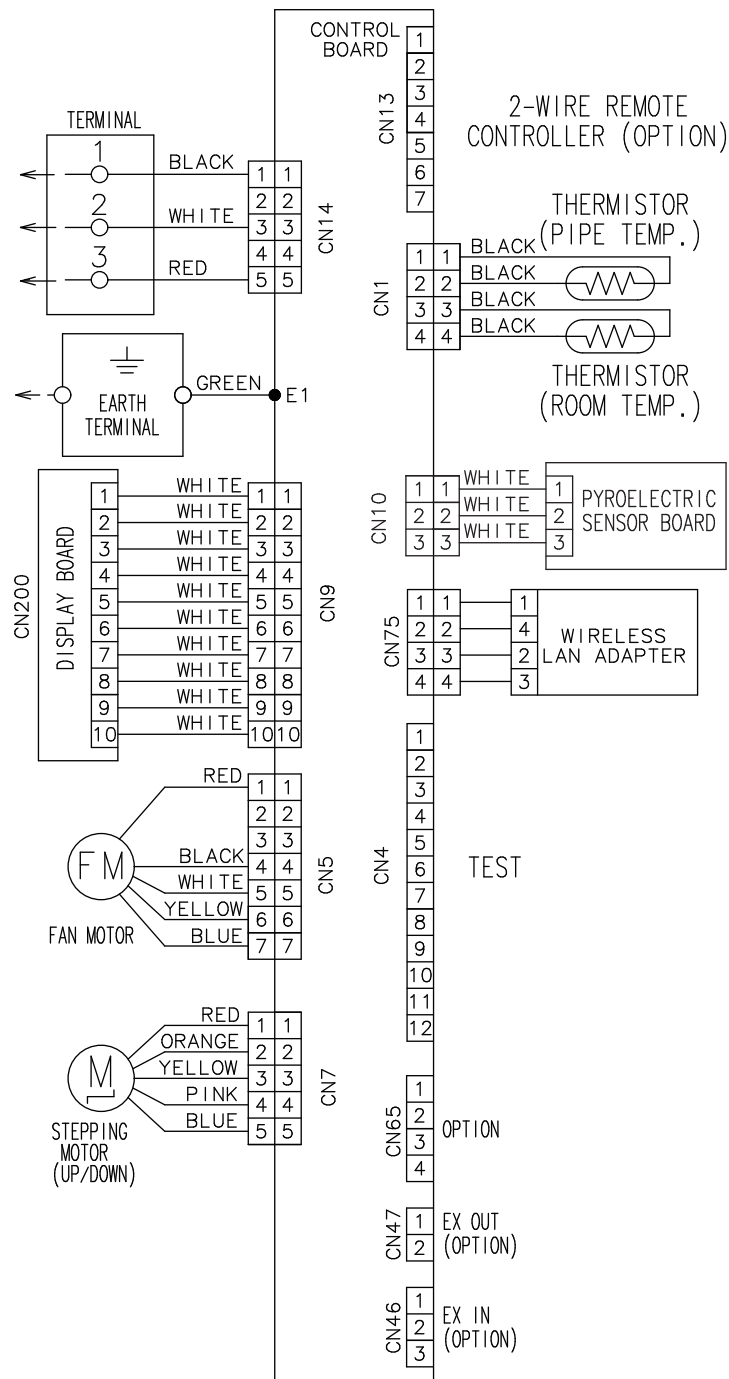 CONTROL
BOARD
1
2
3
4
5
6
7
CN13
2-WIRE REMOTE
CONTROLLER (OPTION)
TERMINAL
1 BLACK 1 1
2 2
2 WHITE 3 3
4 4
3 RED 5 5
CN14
THERMISTOR
(PIPE TEMP.)
CN1
1 1 BLACK
2 2 BLACK
3 3 BLACK
4 4 BLACK
THERMISTOR
(ROOM TEMP.)
EARTH
TERMINAL
GREEN E1
CN200
DISPLAY BOARD
1 WHITE 1 1
2 WHITE 2 2
3 WHITE 3 3
4 WHITE 4 4
5 WHITE 5 5
6 WHITE 6 6
7 WHITE 7 7
8 WHITE 8 8
9 WHITE 9 9
10 WHITE 10 10
CN9
CN10
1 1 WHITE 1
2 2 WHITE 2
3 3 WHITE 3
PYROELECTRIC
SENSOR BOARD
CN75
1 1 1
2 2 4
3 3 2
4 4 3
WIRELESS
LAN ADAPTER
FM
FAN MOTOR
RED 1 1
2 2
3 3
BLACK 4 4
WHITE 5 5
YELLOW 6 6
BLUE 7 7
CN5
CN4
1
2
3
4
5
6
7
8
9
10
11
12
TEST
M
STEPPING
MOTOR
(UP/DOWN)
RED 1 1
ORANGE 2 2
YELLOW 3 3
PINK 4 4
BLUE 5 5
CN7
CN65
1
2
3
4
OPTION
CN47
1
2
EX OUT
(OPTION)
CN46
1
2
3
EX IN
(OPTION)